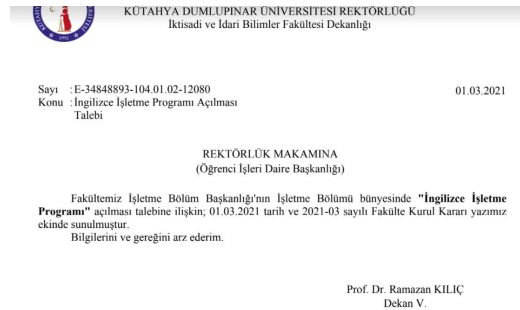 KÜTAHYA DUMLUPINAR ÜNİVERSİTESİ REKTÖRLÜĞÜ
İktisadi ve İdari Bilimler Fakültesi Dekanlığı
Sayı : E-34848893-104.01.02-12080 01.03.2021
Konu : İngilizce İşletme Programı Açılması
Talebi
REKTÖRLÜK MAKAMINA
(Öğrenci İşleri Daire Başkanlığı)
Fakültemiz İşletme Bölüm Başkanlığı'nın İşletme Bölümü bünyesinde "İngilizce İşletme
Programı" açılması talebine ilişkin; 01.03.2021 tarih ve 2021-03 sayılı Fakülte Kurul Kararı yazımız
ekinde sunulmuştur.
Bilgilerini ve gereğini arz ederim.
Prof. Dr. Ramazan KILIÇ
Dekan V.